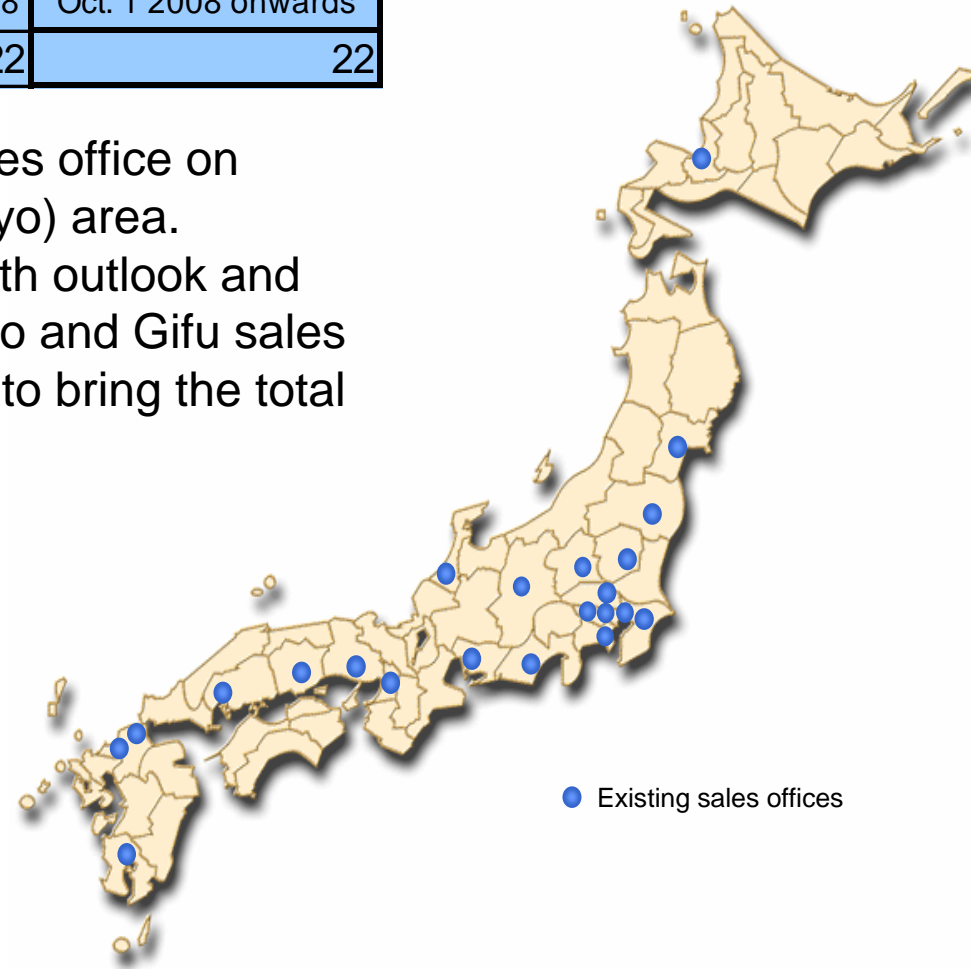 8 Oct. 1 2008 onwards
22 22
es office on
yo) area.
th outlook and
o and Gifu sales
to bring the total
Existing sales offices